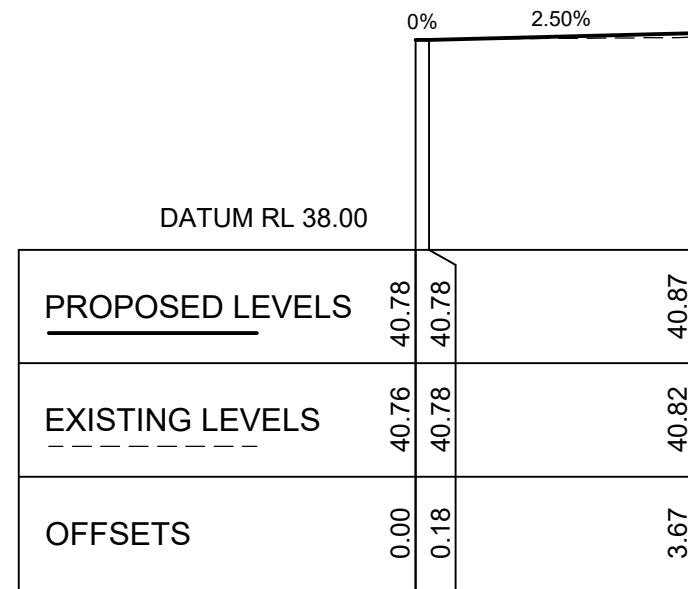 0% 2.50%
DATUM RL 38.00
PROPOSED LEVELS 40.78 40.78 40.87
EXISTING LEVELS 40.76 40.78 40.82
OFFSETS 0.00 0.18 3.67